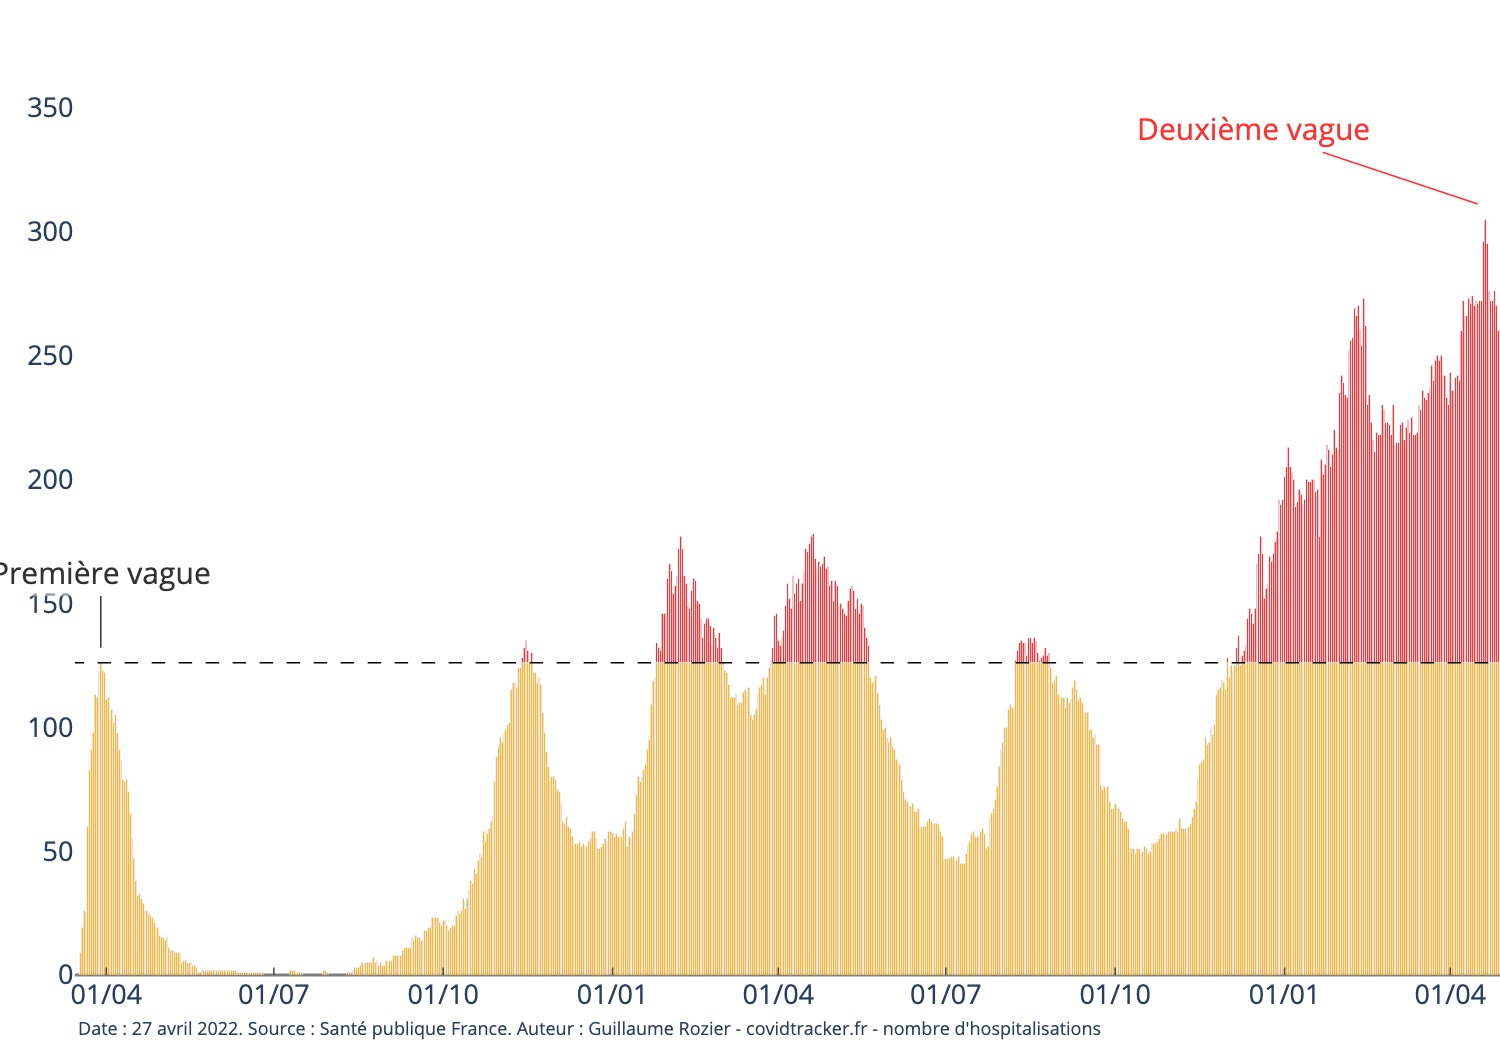 350
Deuxième vague
300
250
200
Première vague
150
100
50
0
01/04 01/07 01/10 01/01 01/04 01/07 01/10 01/01 01/04
Date : 27 avril 2022. Source : Santé publique France. Auteur : Guillaume Rozier - covidtracker.fr - nombre d'hospitalisations